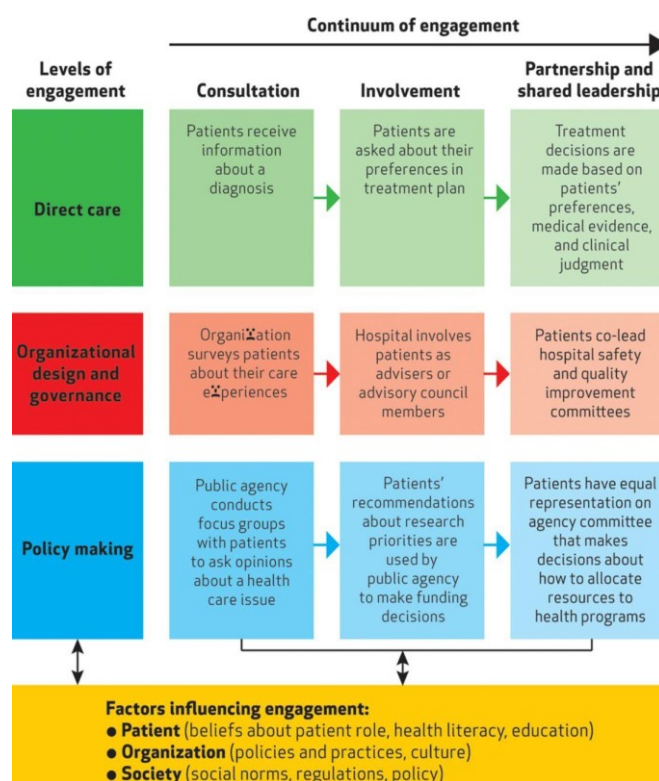 Continuum of engagement
Levels of
engagement
Consultation
Involvement
Partnership and
shared leadership
Direct care
Patients receive
information
about a
diagnosis
Patients are
asked about their
preferences in
treatment plan
Treatment
decisions are
made based on
patients’
preferences,
medical evidence,
and clinical
judgment
Organizational
design and
governance
surveys patients
about their care
Hospital involves
patients as
advisers or
advisory council
members
Patients co-lead
hospital safety
and quality
improvement
committees
Policy making
Public agency
conducts
focus groups
with patients
to ask opinions
about a health
care issue
Patients’
recommendations
about research
priorities are
used by
public agency
to make funding
decisions
Patients have equal
representation on
agency committee
that makes
decisions about
how to allocate
resources to
health programs
Factors influencing engagement:
● Patient (beliefs about patient role, health literacy, education)
● Organization (policies and practices, culture)
● Society (social norms, regulations, policy)